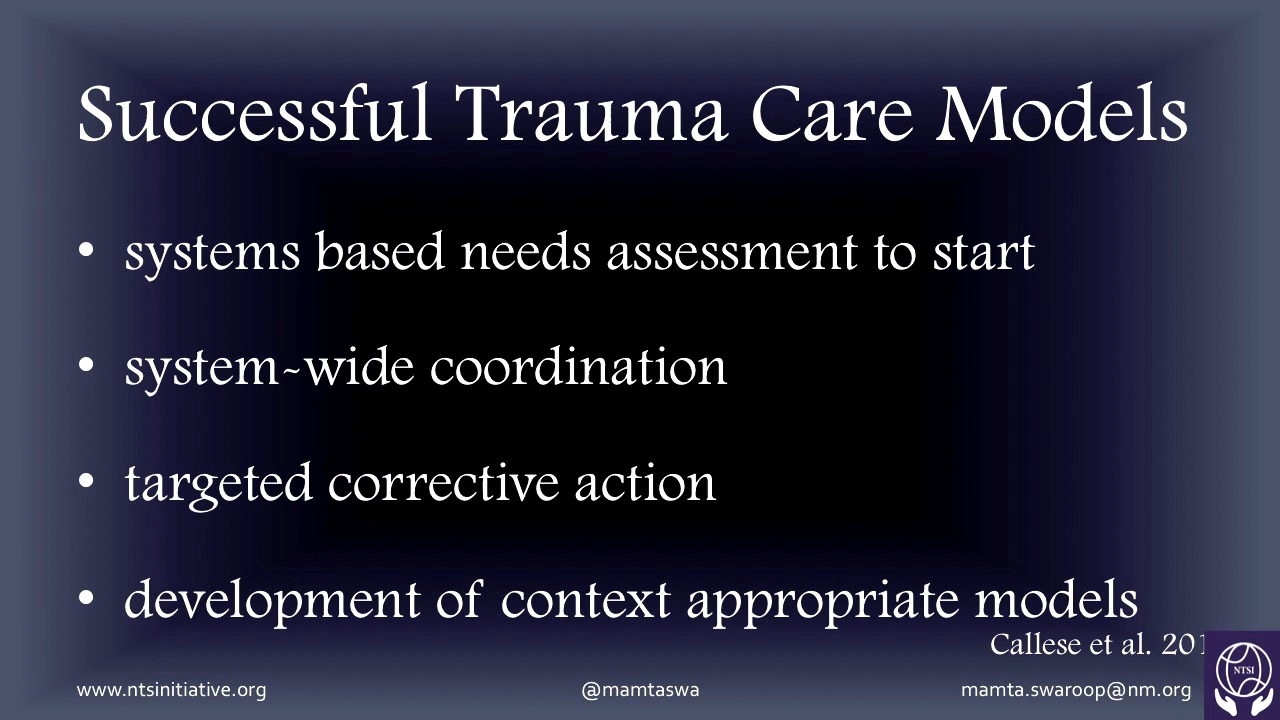 Successful Trauma Care Models
• systems based needs assessment to start
• system-wide coordination
• targeted corrective action
• development of context appropriate models
Callese et al.
www.ntsinitiative.org
@mamtaswa
mamta.swaroop@nm.org
NTSI